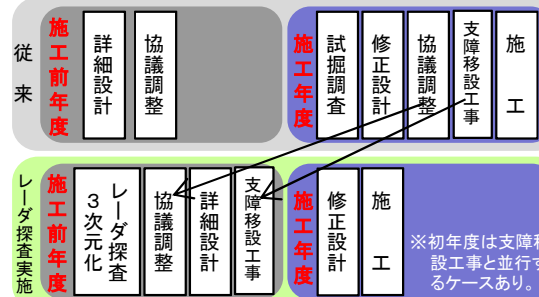 従来
施工前年度
詳細設計
協議調整
施工年度
試掘調査
修正設計
協議調整
支障移設工事
施工
レーダ探査実施
施工前年度
レーダ探査
３次元化
協議調整
詳細設計
支障移設工事
施工年度
修正設計
施工
※初年度は支障移
設工事と並行す
るケースあり。